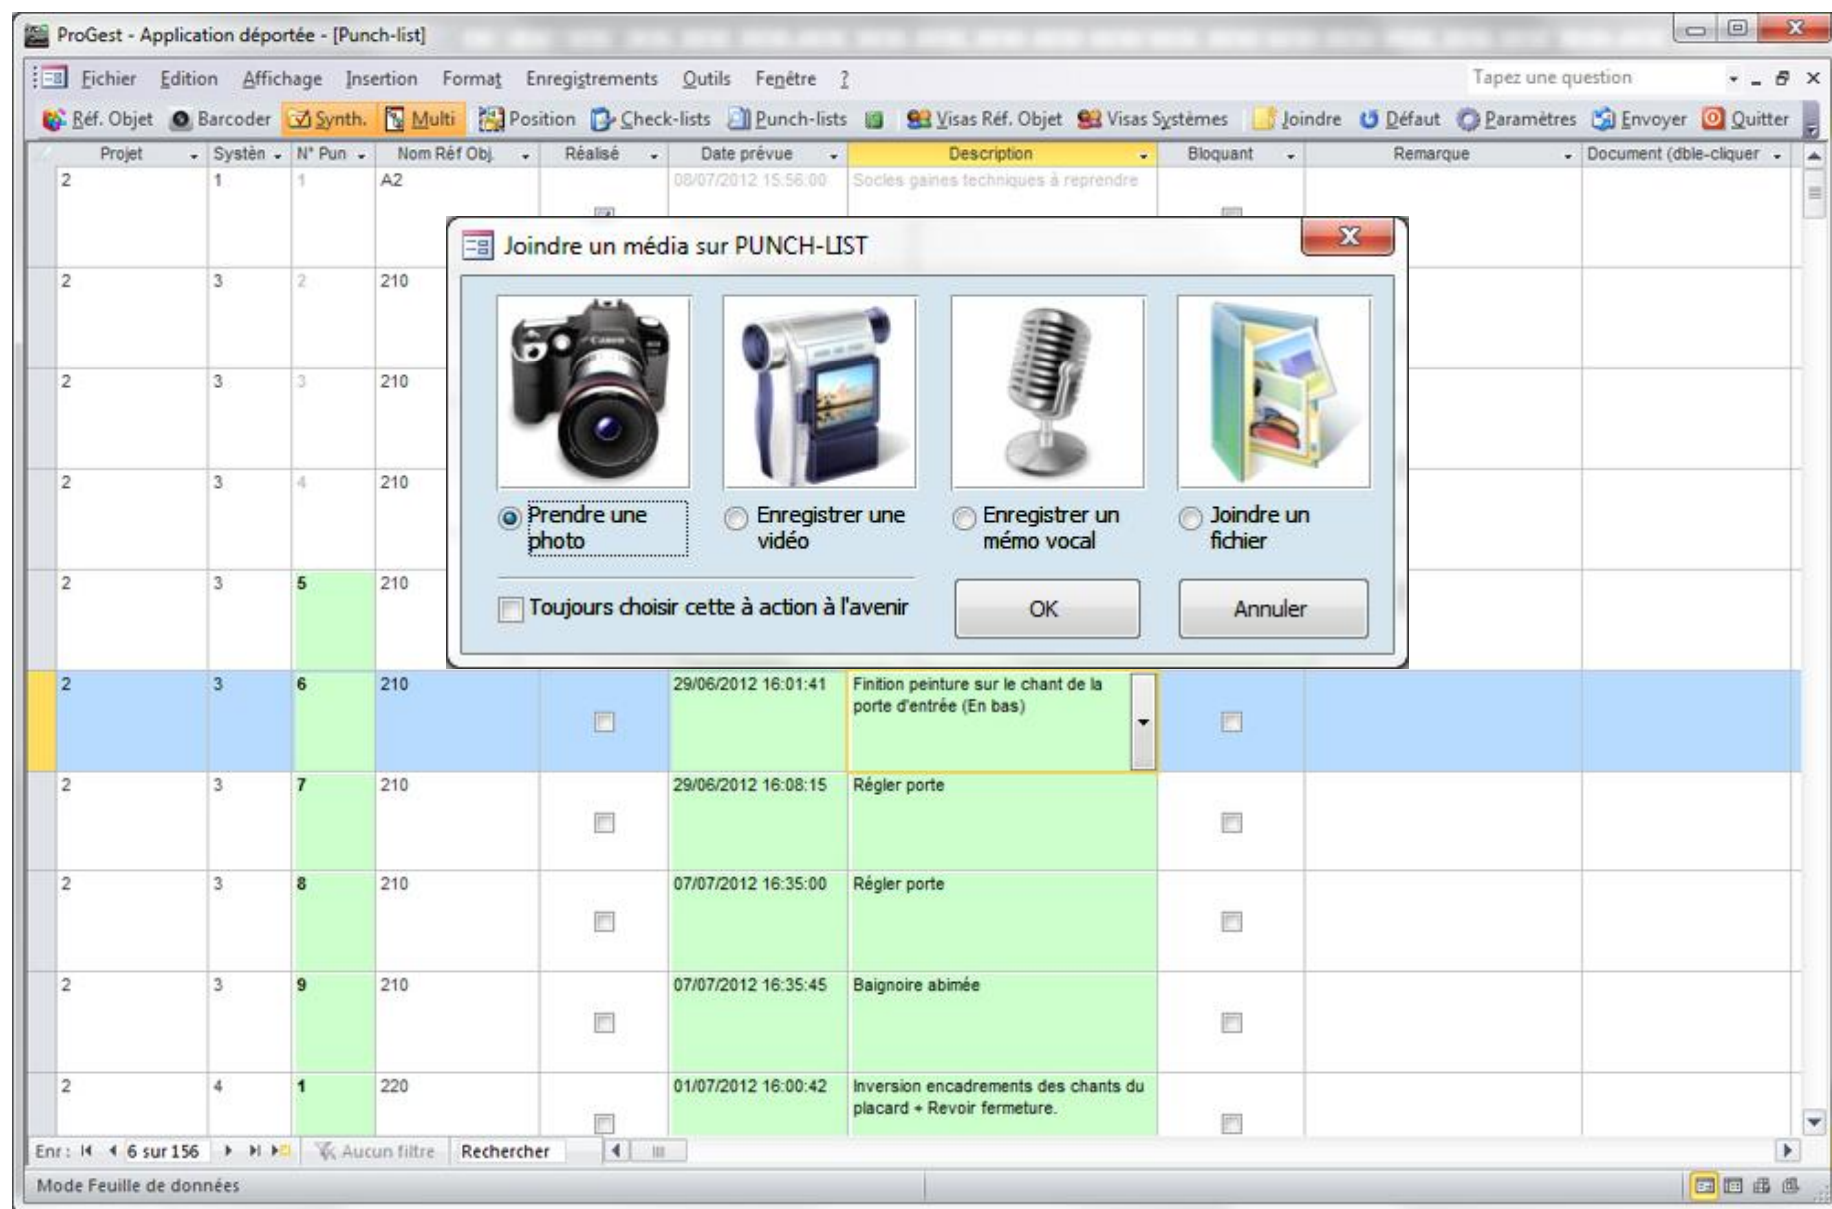 ProGest - Application déportée - [Punch-list]
Fichier Edition Affichage Insertion Format Enregistrements Outils Fenêtre ? Tapez une question
Réf. Objet Barcoder Synth. Multi Position Check-lists Punch-lists Visas Réf. Objet Visas Systèmes Joindre Défaut Paramètres Envoyer Quitter
Projet Systèn N° Pun Nom Réf Obj. Réalisé Date prévue Description Bloquant Remarque Document (dble-cliquer
2 1 1 A2 08/07/2012 15:56:00 Socles gaines techniques à reprendre
Joindre un média sur PUNCH-LIST
2 3 2 210
Canon
2 3 3 210
2 3 4 210
Prendre une photo
Enregistrer une vidéo
Enregistrer un mémo vocal
Joindre un fichier
2 3 5 210
Toujours choisir cette à action à l'avenir OK Annuler
2 3 6 210 29/06/2012 16:01:41 Finition peinture sur le chant de la
porte d'entrée (En bas)
2 3 7 210 29/06/2012 16:08:15 Régler porte
2 3 8 210 07/07/2012 16:35:00 Régler porte
2 3 9 210 07/07/2012 16:35:45 Baignoire abimée
2 4 1 220 01/07/2012 16:00:42 Inversion encadrements des chants du
placard + Revoir fermeture.
Enr : 6 sur 156 Aucun filtre Rechercher
Mode Feuille de données